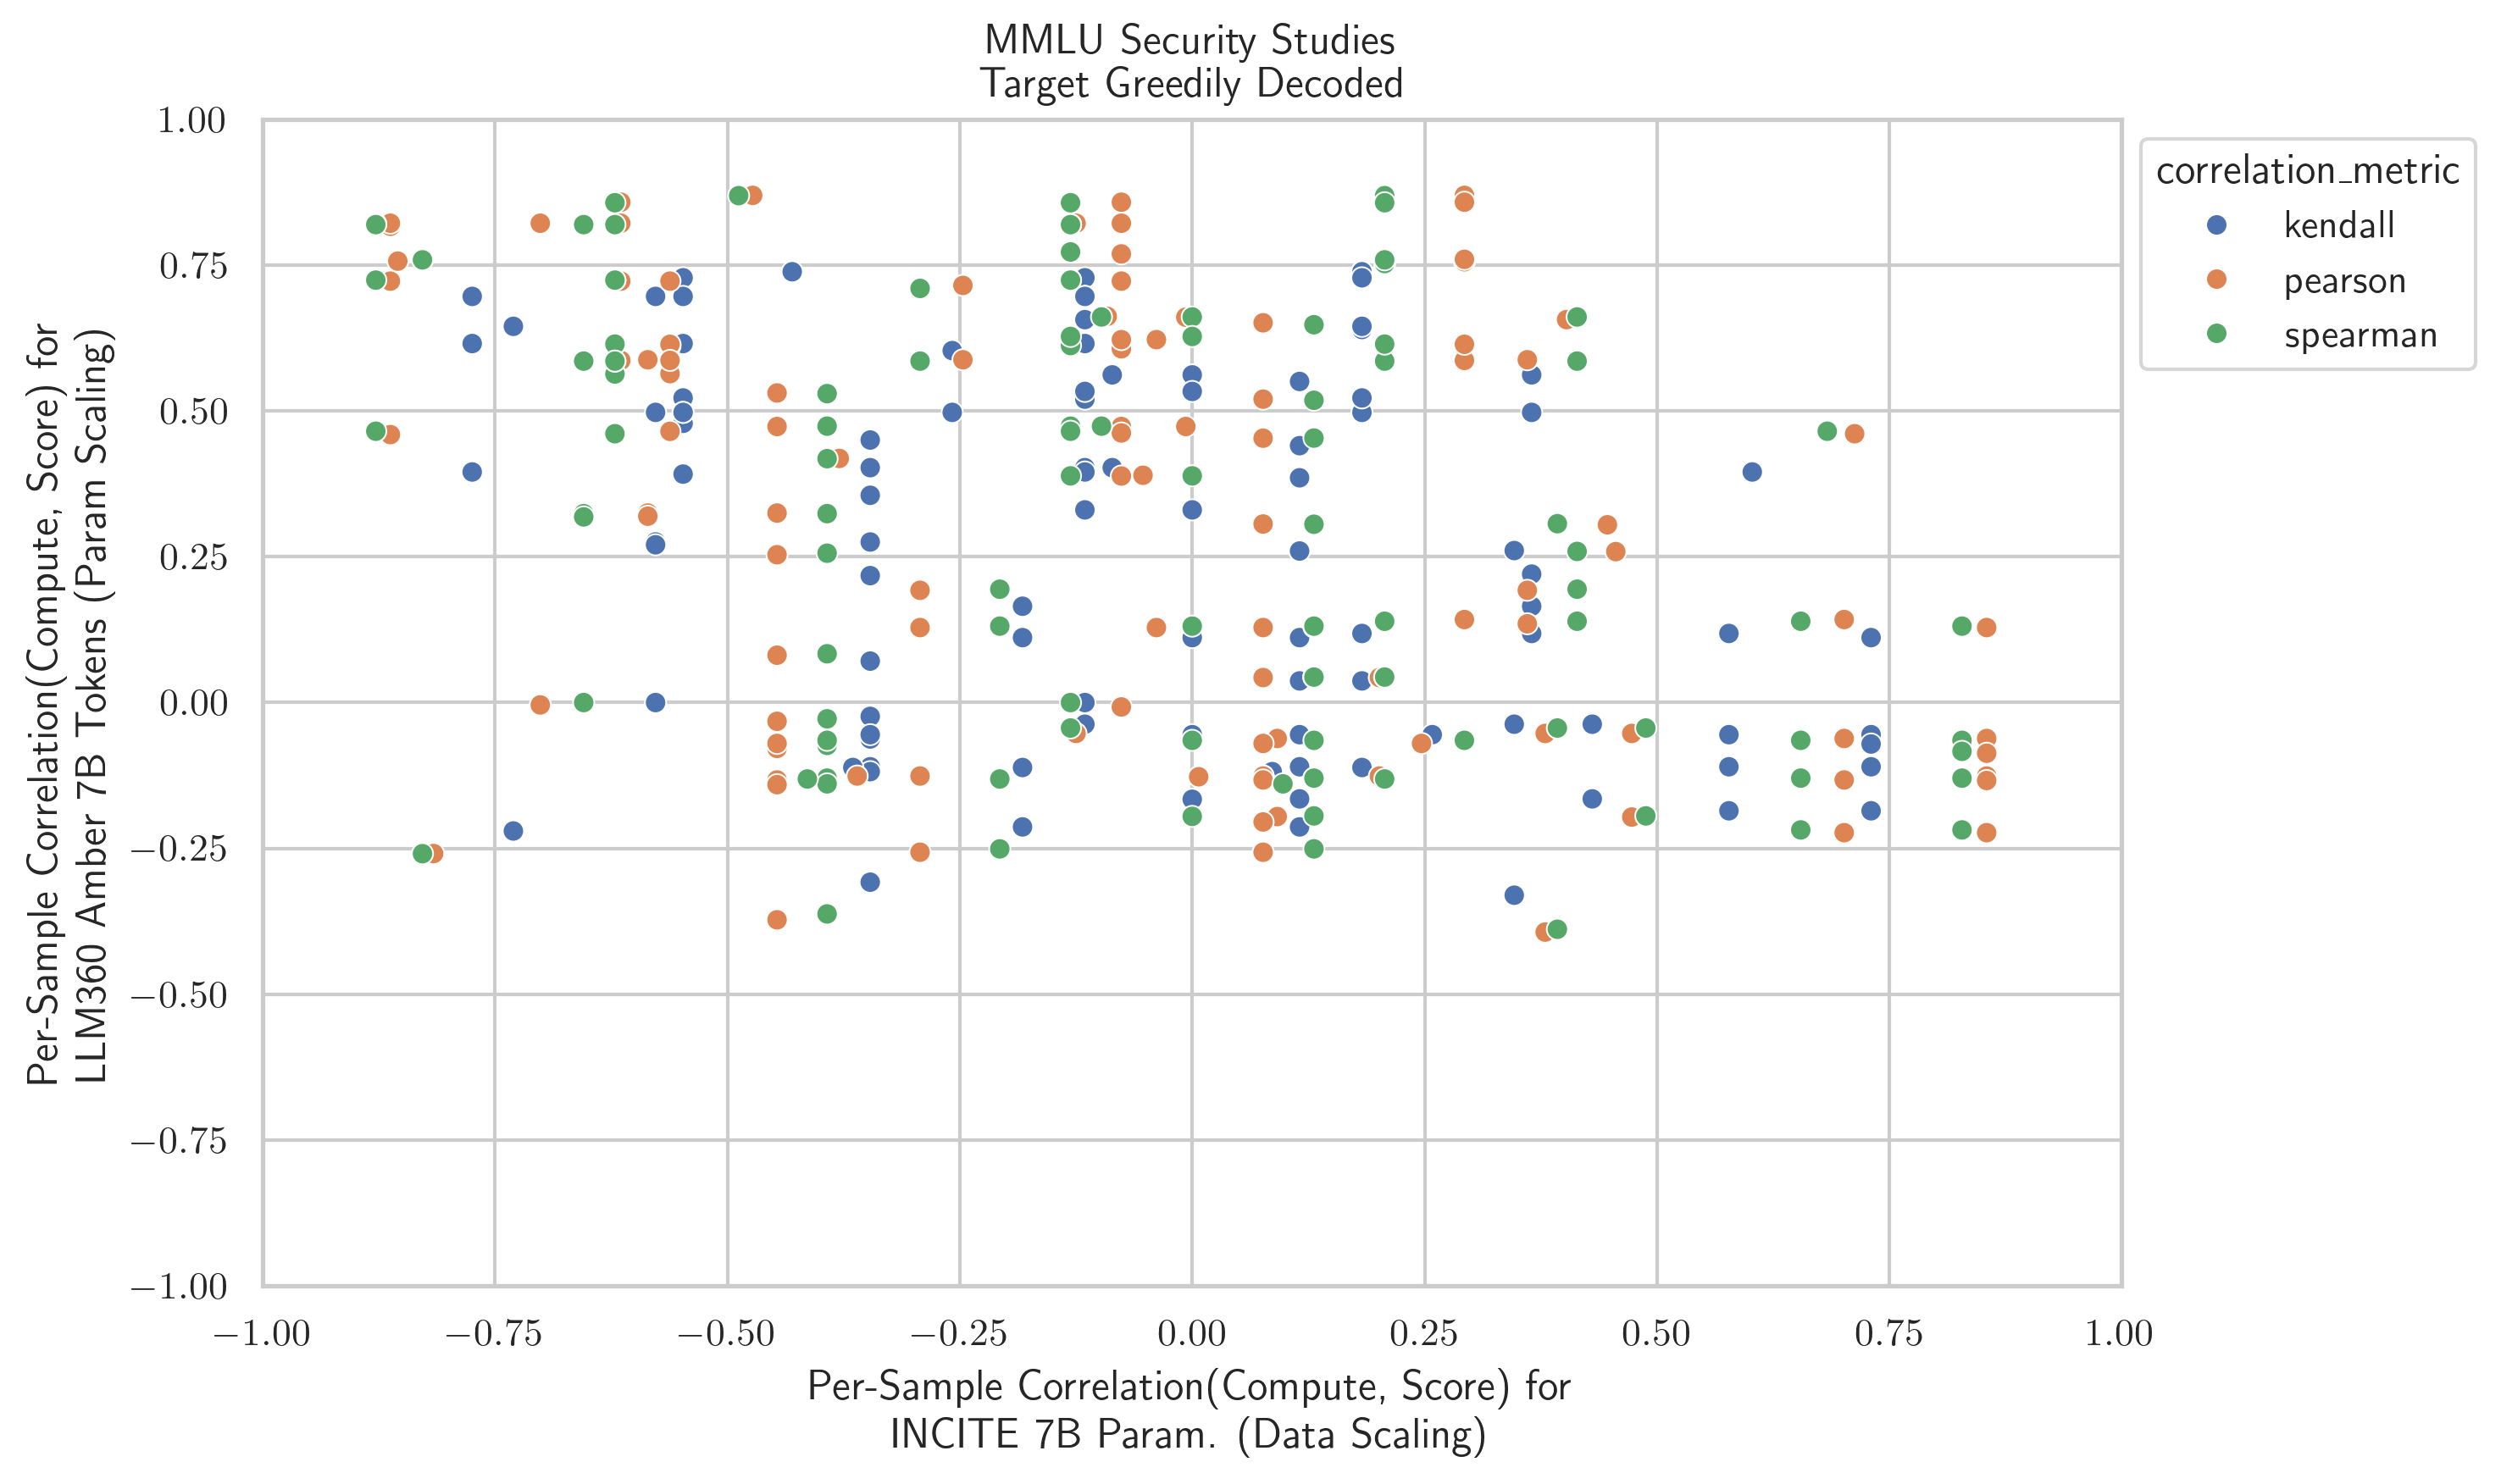 MMLU Security Studies
Target Greedily Decoded
1.00
0.75
0.50
0.25
0.00
−0.25
−0.50
−0.75
−1.00
Per-Sample Correlation(Compute, Score) for
LLM360 Amber 7B Tokens (Param Scaling)
−1.00 −0.75 −0.50 −0.25 0.00 0.25 0.50 0.75 1.00
Per-Sample Correlation(Compute, Score) for
INCITE 7B Param. (Data Scaling)
correlation_metric
kendall
pearson
spearman